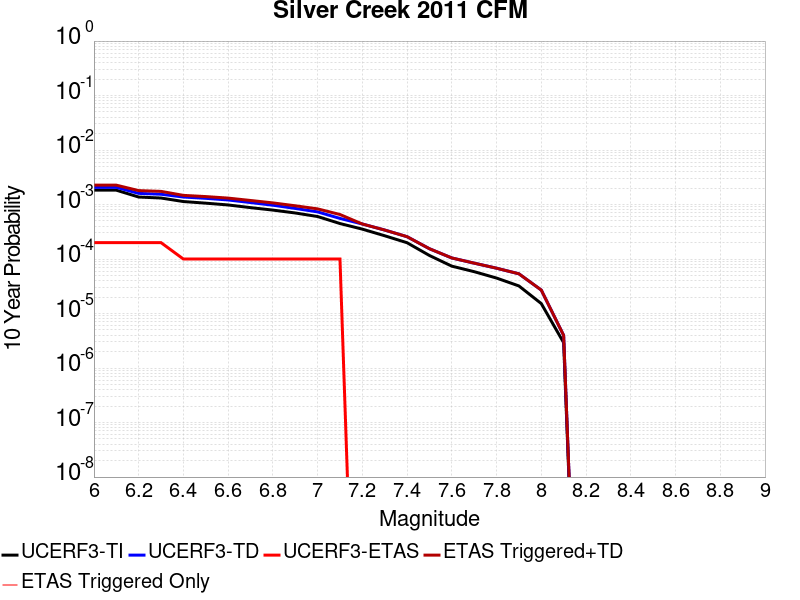 Silver Creek 2011 CFM
10 0
10 -1
10 -2
10 -3
10 -4
10 -5
10 -6
10 -7
10 -8
10 Year Probability
6 6.2 6.4 6.6 6.8 7 7.2 7.4 7.6 7.8 8 8.2 8.4 8.6 8.8 9
Magnitude
UCERF3-TI UCERF3-TD UCERF3-ETAS ETAS Triggered+TD
ETAS Triggered Only